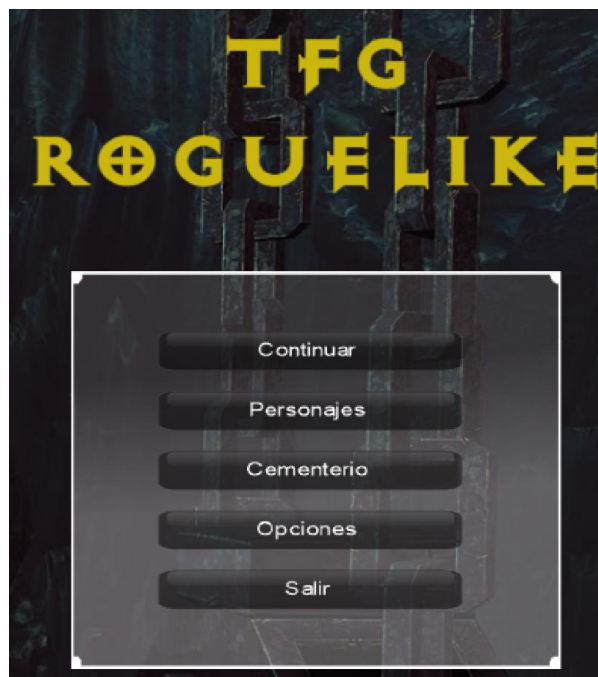 TFG
ROGUELIKE
Continuar
Personajes
Cementerio
Opciones
Salir